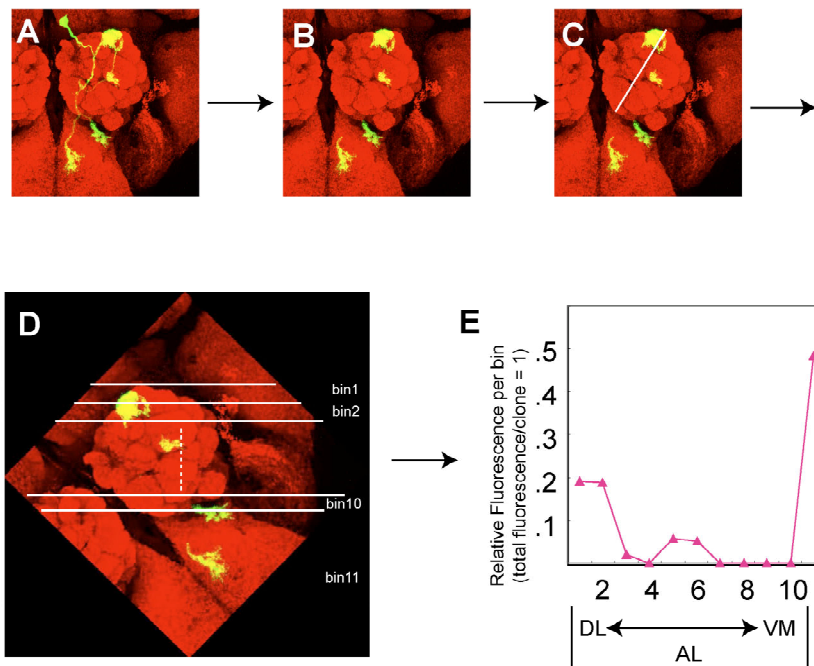 A
B
C
D
bin1
bin2
bin10
bin11
E
Relative Fluorescence per bin
(total fluorescence/clone = 1)
.5
.4
.3
.2
.1
2 4 6 8 10
DL VM
AL